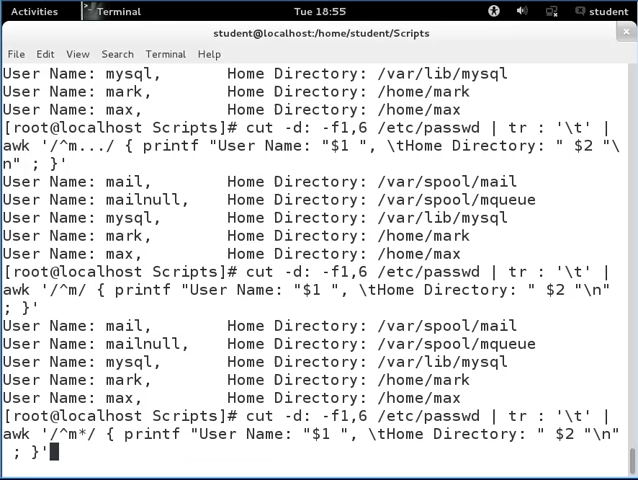 Activities Terminal Tue 18:55 student
student@localhost:/home/student/Scripts
File Edit View Search Terminal Help
User Name: mysql, Home Directory: /var/lib/mysql
User Name: mark, Home Directory: /home/mark
User Name: max, Home Directory: /home/max
[root@localhost Scripts]# cut -d: -f1,6 /etc/passwd | tr : '\t' |
awk '/^m.../ { printf "User Name: "$1 ", \tHome Directory: " $2 "\
n" ; }'
User Name: mail, Home Directory: /var/spool/mail
User Name: mailnull, Home Directory: /var/spool/mqueue
User Name: mysql, Home Directory: /var/lib/mysql
User Name: mark, Home Directory: /home/mark
User Name: max, Home Directory: /home/max
[root@localhost Scripts]# cut -d: -f1,6 /etc/passwd | tr : '\t' |
awk '/^m/ { printf "User Name: "$1 ", \tHome Directory: " $2 "\n"
; }'
User Name: mail, Home Directory: /var/spool/mail
User Name: mailnull, Home Directory: /var/spool/mqueue
User Name: mysql, Home Directory: /var/lib/mysql
User Name: mark, Home Directory: /home/mark
User Name: max, Home Directory: /home/max
[root@localhost Scripts]# cut -d: -f1,6 /etc/passwd | tr : '\t' |
awk '/^m*/ { printf "User Name: "$1 ", \tHome Directory: " $2 "\n"
; }'